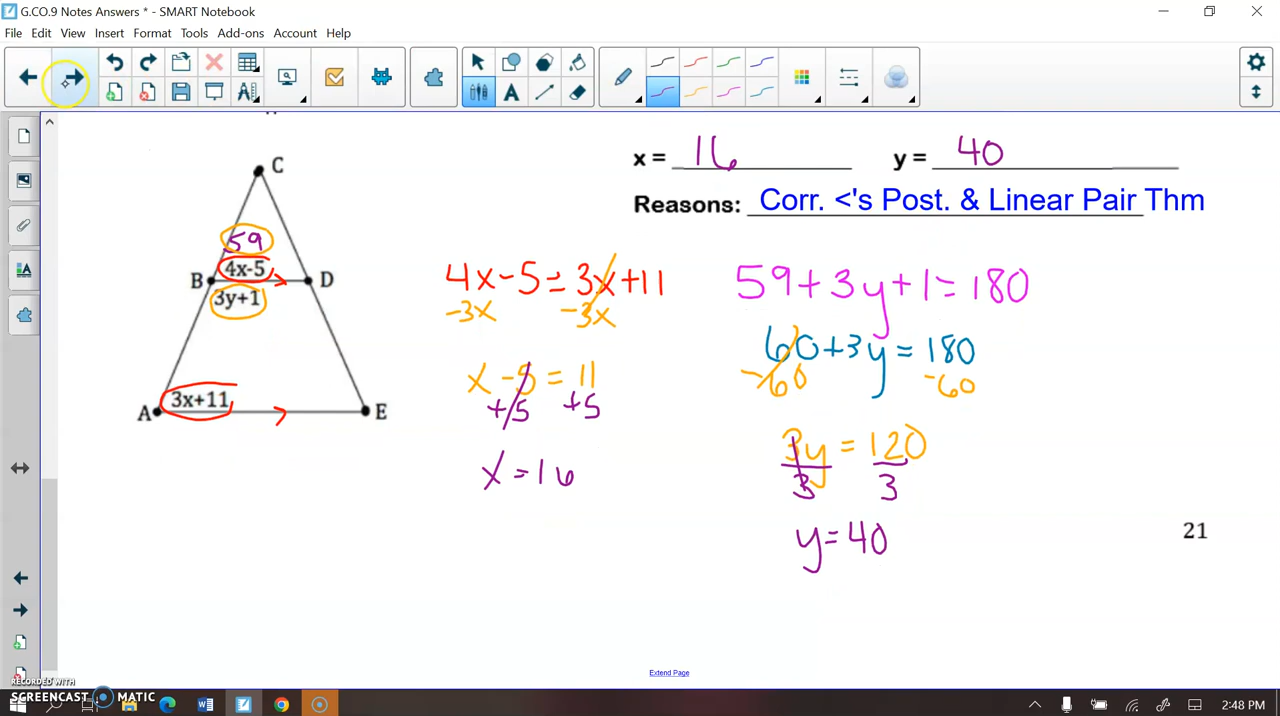 G.CO.9 Notes Answers * - SMART Notebook
File Edit View Insert Format Tools Add-ons Account Help
x = 16 y = 40
Reasons: Corr. <'s Post. & Linear Pair Thm
C
59
B 4x-5 D
3y+1
A 3x+11 E
4x-5=3x+11
-3x -3x
x-5=11
+5 +5
x=16
59+3y+1=180
60+3y=180
-60 -60
3y=120
3 3
y=40
21
Extend Page
RECORDED WITH
SCREENCAST MATIC
2:48 PM